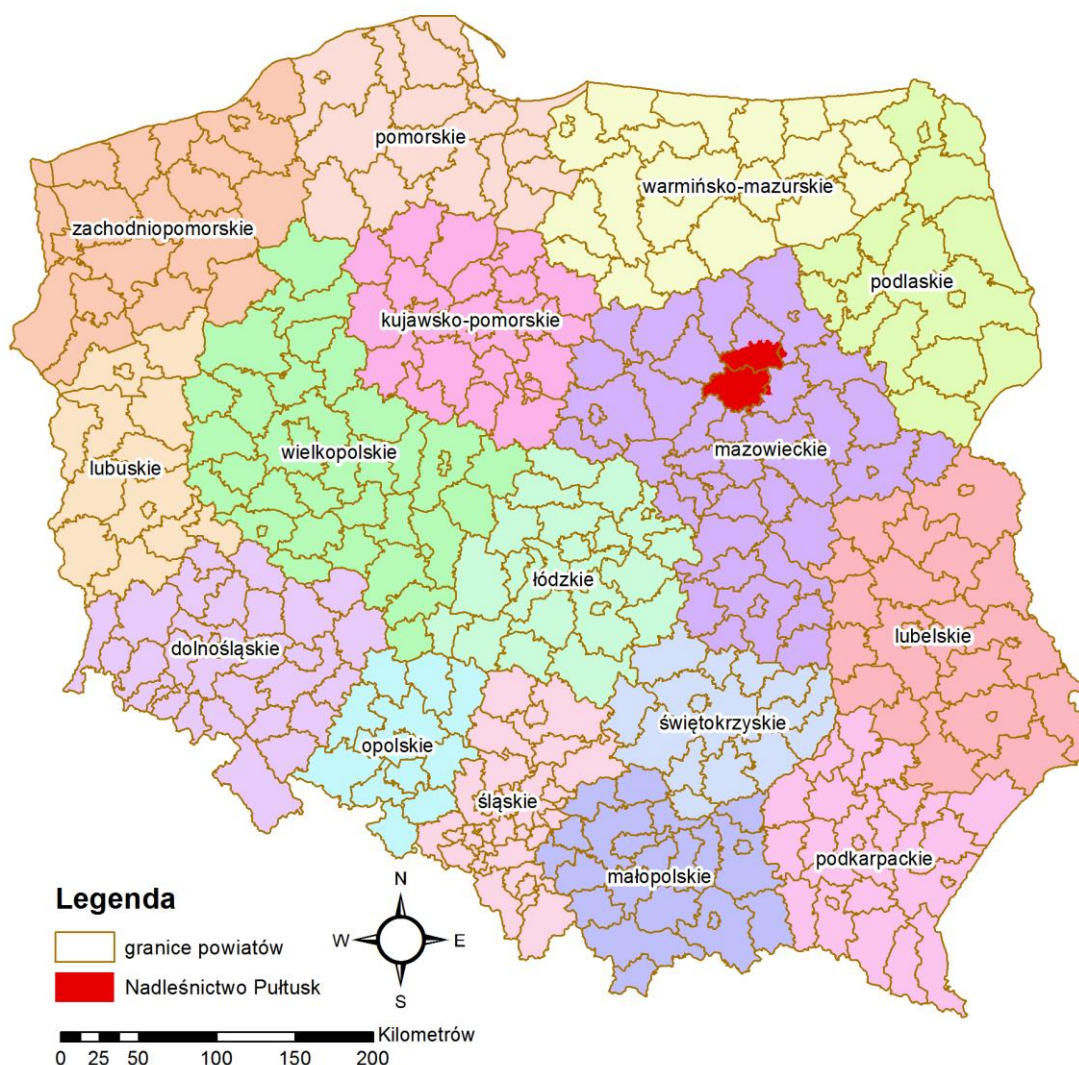 pomorskie
warmińsko-mazurskie
zachodniopomorskie
podlaskie
kujawsko-pomorskie
mazowieckie
wielkopolskie
lubuskie
łódzkie
lubelskie
dolnośląskie
świętokrzyskie
opolskie
śląskie
podkarpackie
małopolskie
Legenda
granice powiatów
Nadleśnictwo Pułtusk
N
W
E
S
Kilometrów
0 25 50 100 150 200